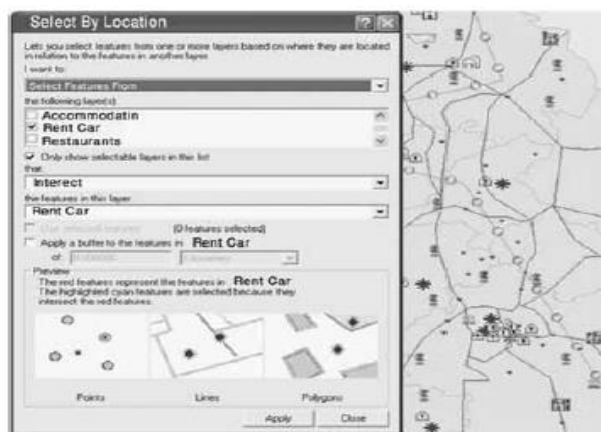 Select By Location
Lets you select features from one or more layers based on where they are located
in relation to the features in another layer.
I want to:
Select Features From
the following layer(s)
Accommodatin
Rent Car
Restaurants
Only show selectable layers in this list
that:
Interect
the features in this layer
Rent Car
Use selected features (0 features selected)
Apply a buffer to the features in Rent Car
of:
Preview
The red features represent the features in Rent Car
The highlighted cyan features are selected because they
intersect the red features.
Points Lines Polygons
Apply Close